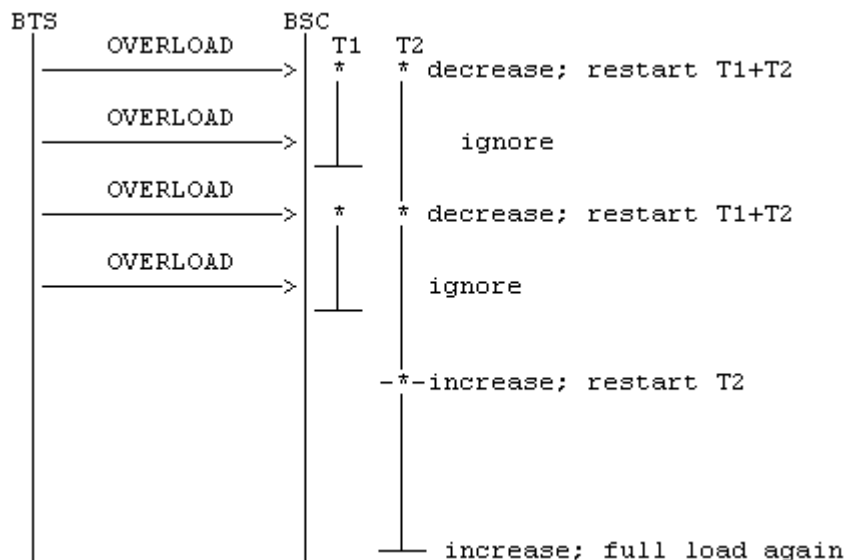 BTS BSC
OVERLOAD T1 T2
* * decrease; restart T1+T2
OVERLOAD
ignore
OVERLOAD
* * decrease; restart T1+T2
OVERLOAD
ignore
-*-increase; restart T2
increase; full load again